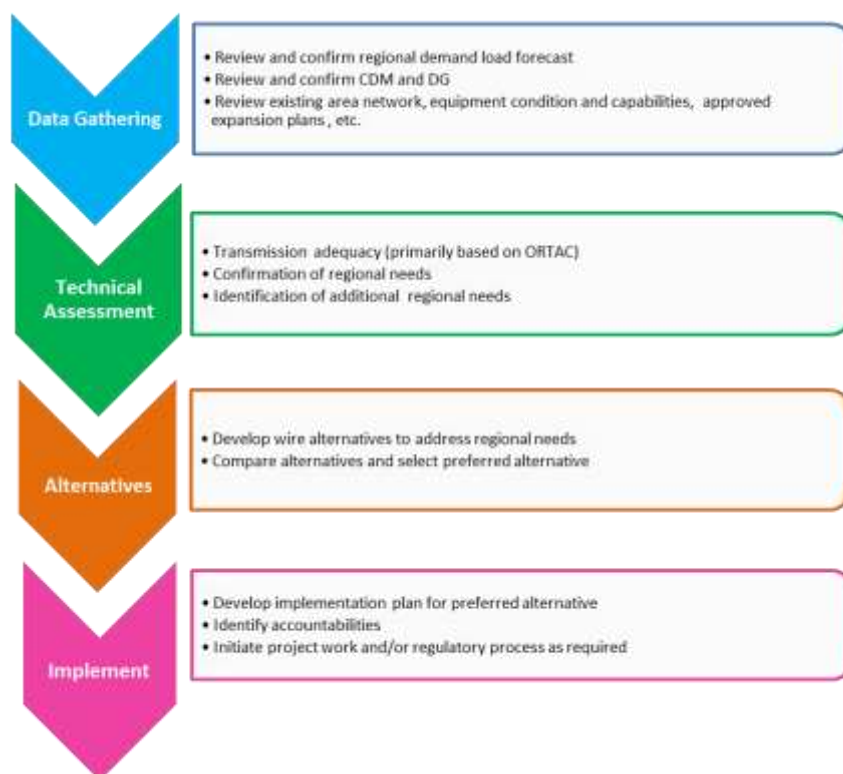 Data Gathering
• Review and confirm regional demand load forecast
• Review and confirm CDM and DG
• Review existing area network, equipment condition and capabilities, approved
expansion plans, etc.
Technical
Assessment
• Transmission adequacy (primarily based on ORTAC)
• Confirmation of regional needs
• Identification of additional regional needs
Alternatives
• Develop wire alternatives to address regional needs
• Compare alternatives and select preferred alternative
Implement
• Develop implementation plan for preferred alternative
• Identify accountabilities
• Initiate project work and/or regulatory process as required